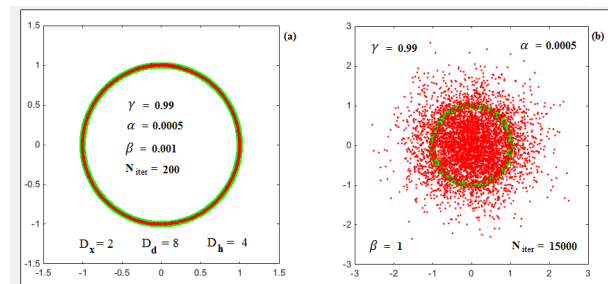 1.5
(a)
1
0.5
0
-0.5
-1
-1.5
γ = 0.99
α = 0.0005
β = 0.001
N iter = 200
D x = 2 D d = 8 D h = 4
-1.5 -1 -0.5 0 0.5 1 1.5
3
(b)
2
1
0
-1
-2
-3
γ = 0.99 α = 0.0005
β = 1 N iter = 15000
-3 -2 -1 0 1 2 3